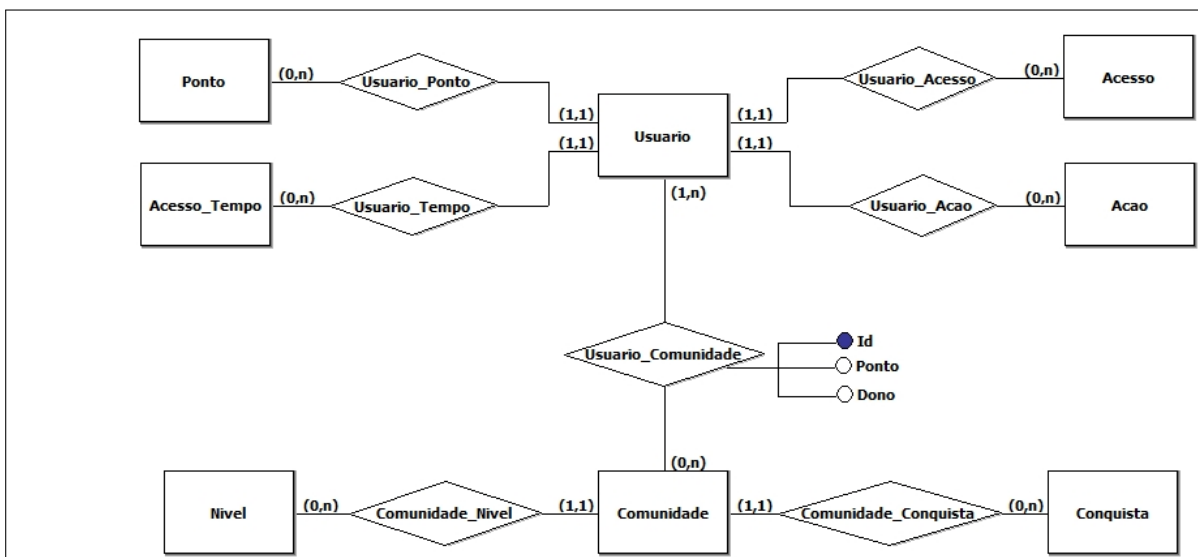 Ponto
(0,n)
Usuario_Ponto
(1,1)
Usuario_Acesso
(0,n)
Acesso
(1,1)
Usuario
(1,1)
(1,1)
Acesso_Tempo
(0,n)
Usuario_Tempo
(1,n)
Usuario_Acao
(0,n)
Acao
Usuario_Comunidade
Id
Ponto
Dono
(0,n)
Nivel
(0,n)
Comunidade_Nivel
(1,1)
Comunidade
(1,1)
Comunidade_Conquista
(0,n)
Conquista